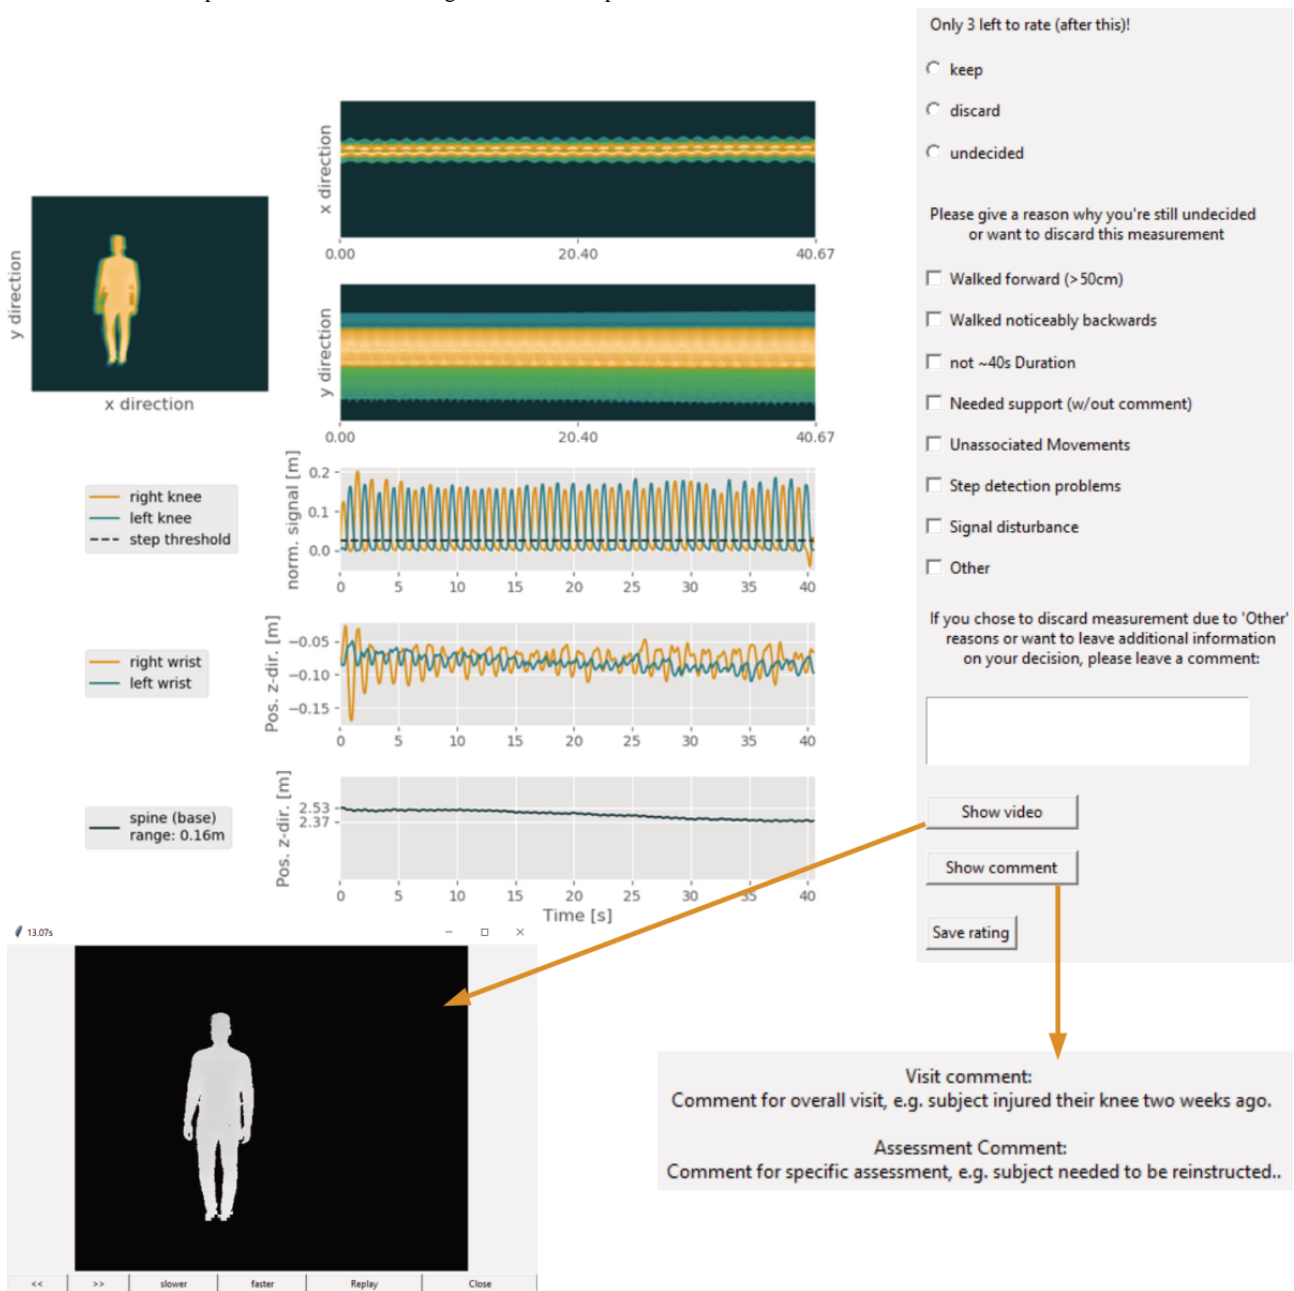 Only 3 left to rate (after this)!
keep
discard
undecided
Please give a reason why you're still undecided
or want to discard this measurement
Walked forward (>50cm)
Walked noticeably backwards
not ~40s Duration
Needed support (w/out comment)
Unassociated Movements
Step detection problems
Signal disturbance
Other
If you chose to discard measurement due to 'Other'
reasons or want to leave additional information
on your decision, please leave a comment:
Show video
Show comment
Save rating
y direction
x direction
x direction
0.00 20.40 40.67
y direction
0.00 20.40 40.67
right knee
left knee
step threshold
norm. signal [m]
0.2
0.1
0.0
0 5 10 15 20 25 30 35 40
right wrist
left wrist
Pos. z-dir. [m]
−0.05
−0.10
−0.15
0 5 10 15 20 25 30 35 40
spine (base)
range: 0.16m
Pos. z-dir. [m]
2.53
2.37
0 5 10 15 20 25 30 35 40
Time [s]
13.07s
<< >> slower faster Replay Close
Visit comment:
Comment for overall visit, e.g. subject injured their knee two weeks ago.
Assessment Comment:
Comment for specific assessment, e.g. subject needed to be reinstructed..